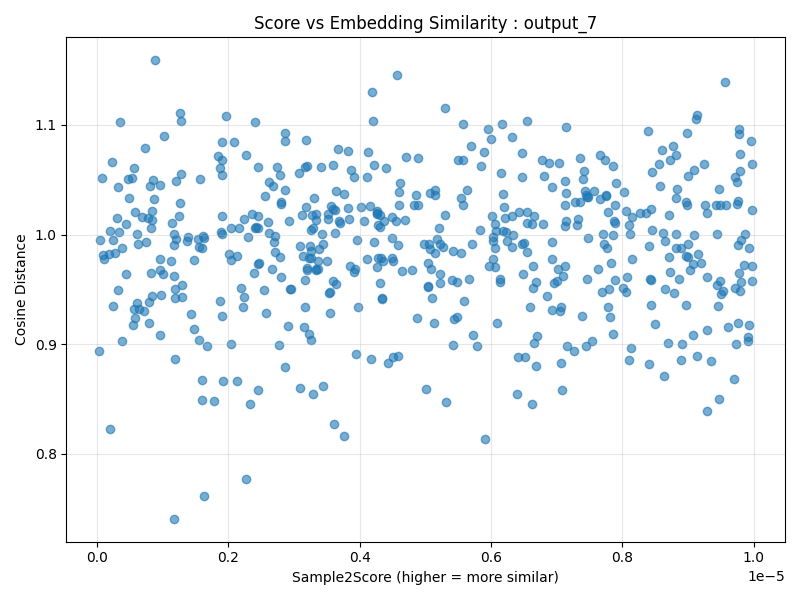 Score vs Embedding Similarity : output_7
Cosine Distance
1.1
1.0
0.9
0.8
0.0
0.2
0.4
0.6
0.8
1.0
1e−5
Sample2Score (higher = more similar)